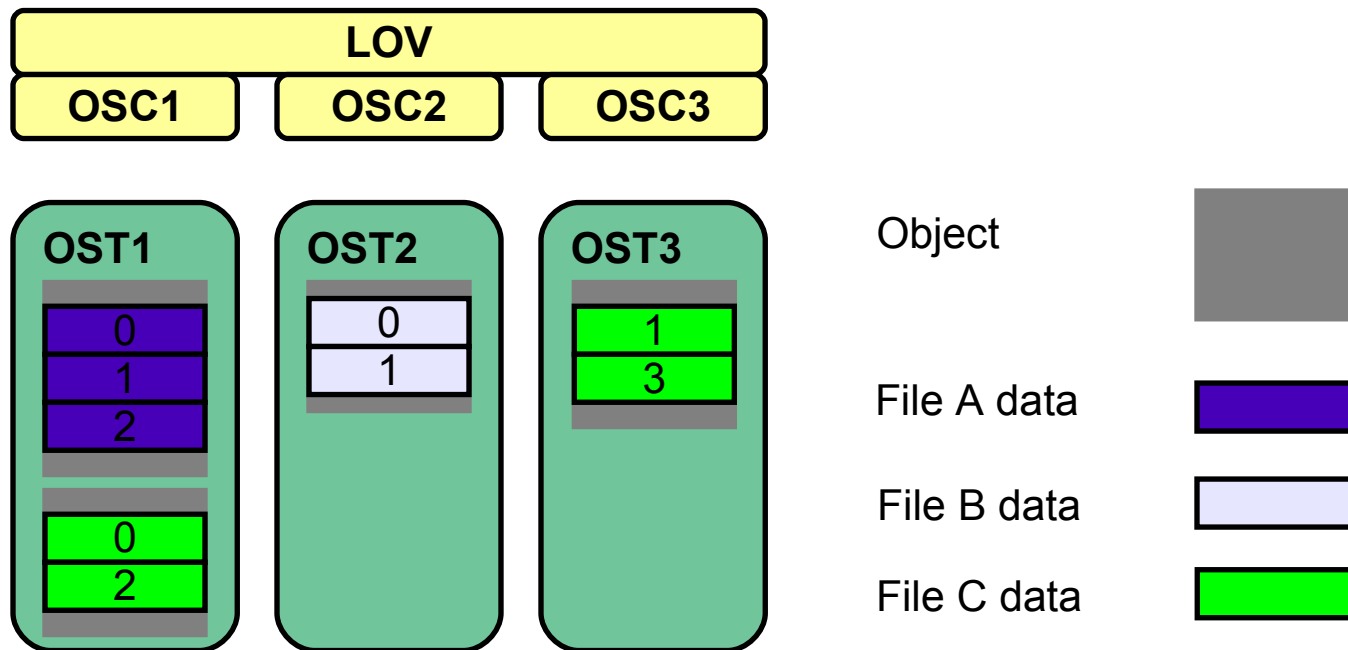 LOV
OSC1 OSC2 OSC3
OST1
0
1
2
0
2
OST2
0
1
OST3
1
3
Object
File A data
File B data
File C data